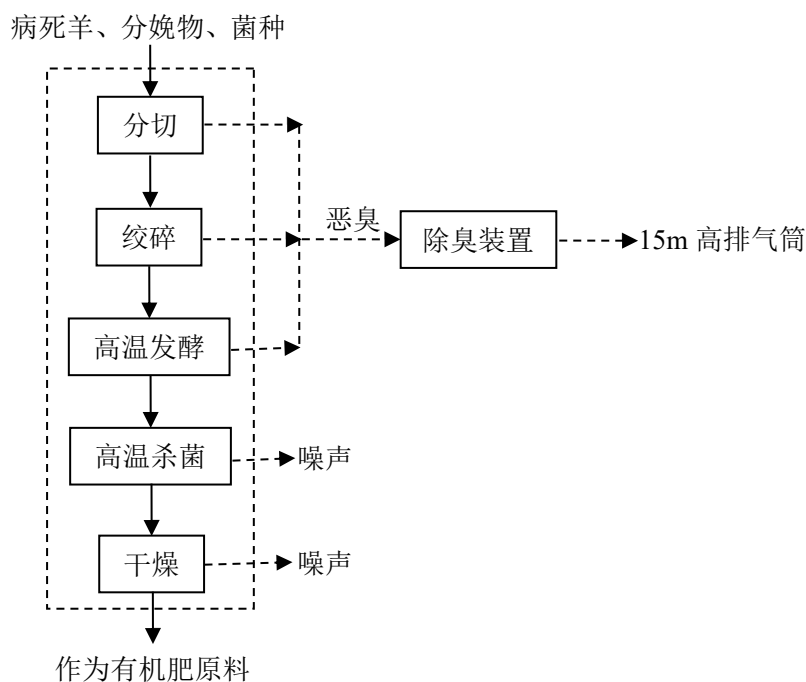 病死羊、分娩物、菌种
分切
绞碎
恶臭
除臭装置
15m 高排气筒
高温发酵
高温杀菌
噪声
干燥
噪声
作为有机肥原料